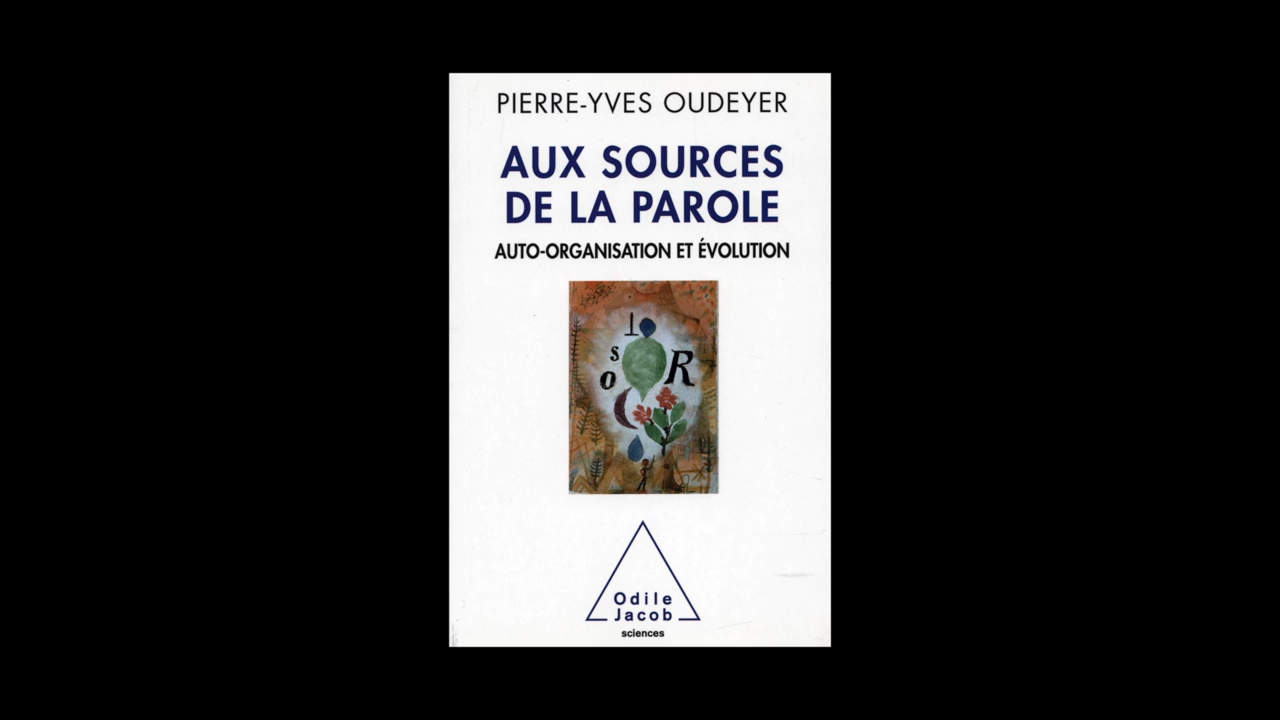 PIERRE-YVES OUDEYER
AUX SOURCES
DE LA PAROLE
AUTO-ORGANISATION ET ÉVOLUTION
T
S
O R
C
Odile
Jacob
sciences